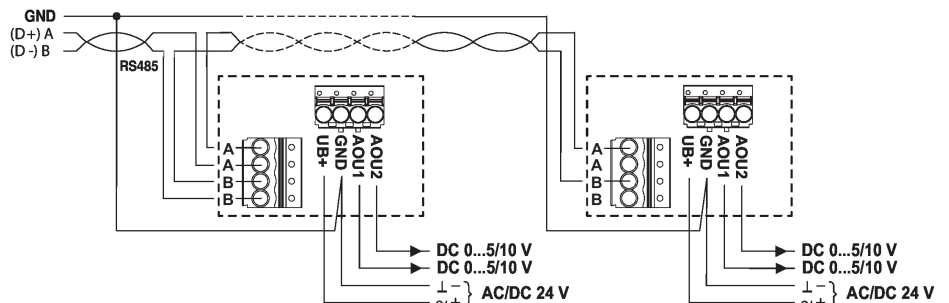 GND
(D+) A
(D -) B
RS485
UB+
GND
AOU1
AOU2
A
A
B
B
DC 0...5/10 V
DC 0...5/10 V
⊥ −
AC/DC 24 V
~/+
UB+
GND
AOU1
AOU2
A
A
B
B
DC 0...5/10 V
DC 0...5/10 V
⊥ −
AC/DC 24 V
~/+